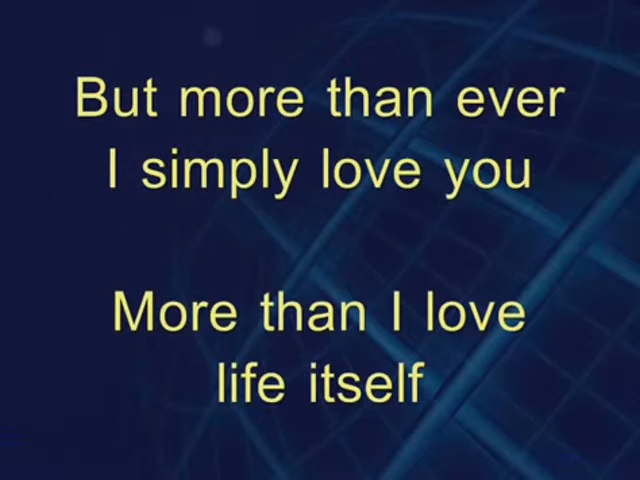 But more than ever
I simply love you
More than I love
life itself